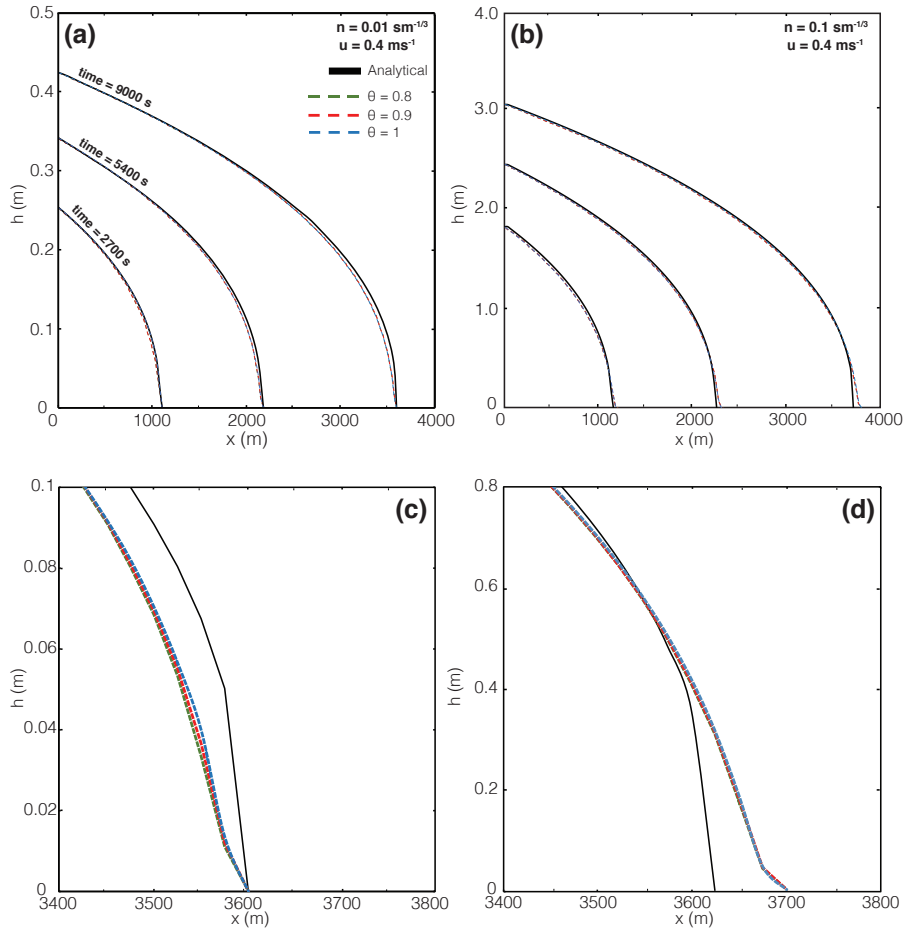 (a)
n = 0.01 sm-1/3
u = 0.4 ms-1
Analytical
θ = 0.8
θ = 0.9
θ = 1
time = 9000 s
time = 5400 s
time = 2700 s
0.5
0.4
0.3
0.2
0.1
0
h (m)
0 1000 2000 3000 4000
x (m)
(b)
n = 0.1 sm-1/3
u = 0.4 ms-1
4.0
3.0
2.0
1.0
0
h (m)
0 1000 2000 3000 4000
x (m)
(c)
0.1
0.08
0.06
0.04
0.02
0
h (m)
3400 3500 3600 3700 3800
x (m)
(d)
0.8
0.6
0.4
0.2
0
h (m)
3400 3500 3600 3700 3800
x (m)